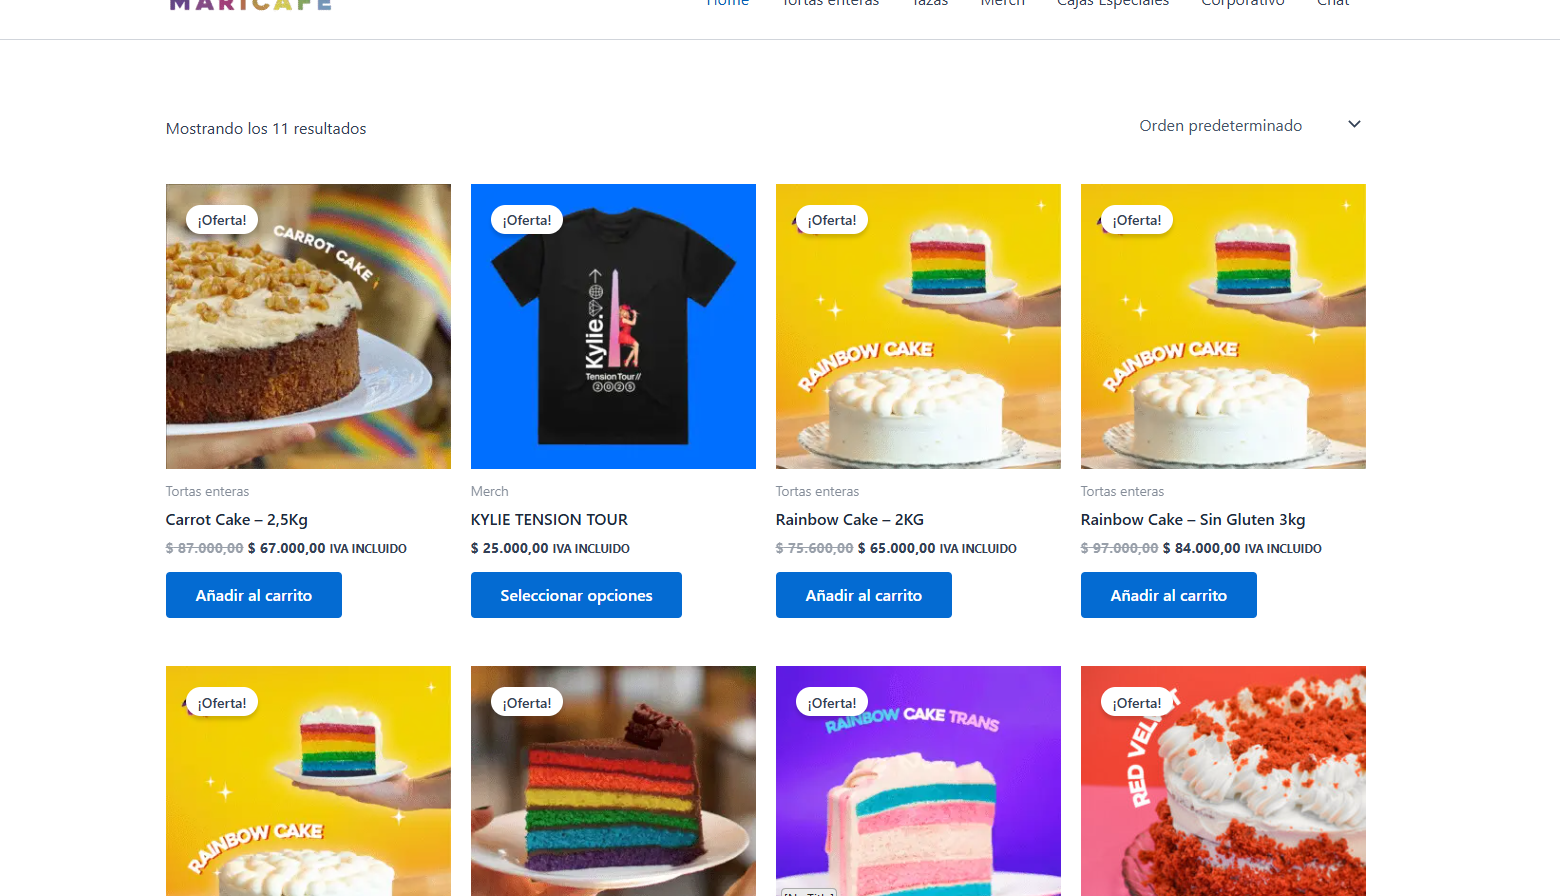 MARICAFE
Home Tortas enteras Tazas Merch Cajas Especiales Corporativo Chat
Mostrando los 11 resultados
Orden predeterminado
¡Oferta!
CARROT CAKE
¡Oferta!
Kylie.
Tension Tour//
2025
¡Oferta!
RAINBOW CAKE
¡Oferta!
RAINBOW CAKE
Tortas enteras
Carrot Cake – 2,5Kg
$ 87.000,00 $ 67.000,00 IVA INCLUIDO
Añadir al carrito
Merch
KYLIE TENSION TOUR
$ 25.000,00 IVA INCLUIDO
Seleccionar opciones
Tortas enteras
Rainbow Cake – 2KG
$ 75.600,00 $ 65.000,00 IVA INCLUIDO
Añadir al carrito
Tortas enteras
Rainbow Cake – Sin Gluten 3kg
$ 97.000,00 $ 84.000,00 IVA INCLUIDO
Añadir al carrito
¡Oferta!
RAINBOW CAKE
¡Oferta!
¡Oferta!
RAINBOW CAKE TRANS
¡Oferta!
RED